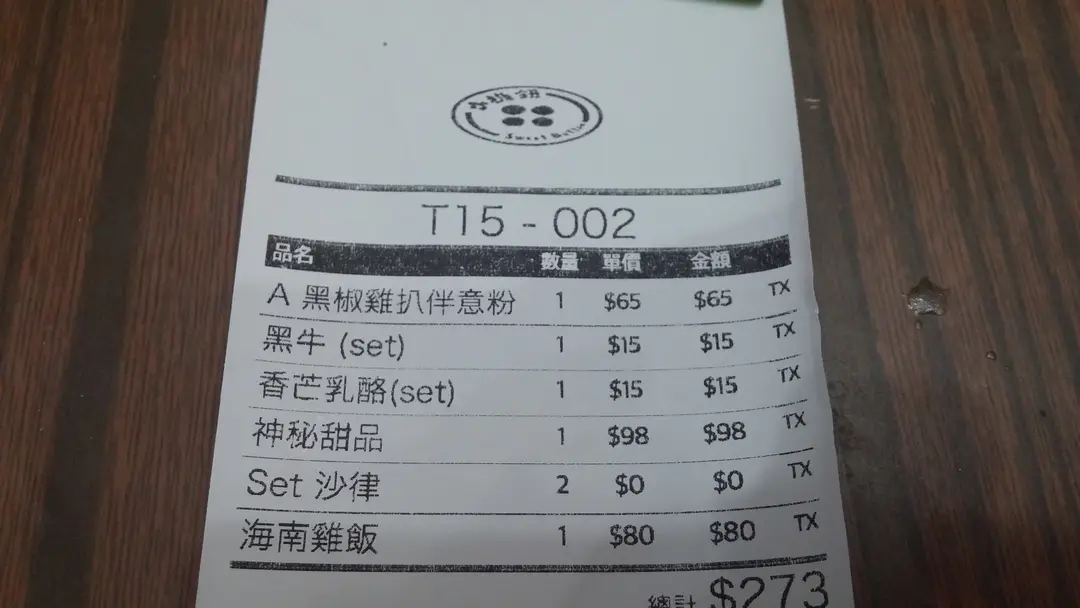 小糖鈕
Sweet Button
T15 - 002
品名 數量 單價 金額
A 黑椒雞扒伴意粉 1 $65 $65 TX
黑牛 (set) 1 $15 $15 TX
香芒乳酪(set) 1 $15 $15 TX
神秘甜品 1 $98 $98 TX
Set 沙律 2 $0 $0 TX
海南雞飯 1 $80 $80 TX
總計 $273